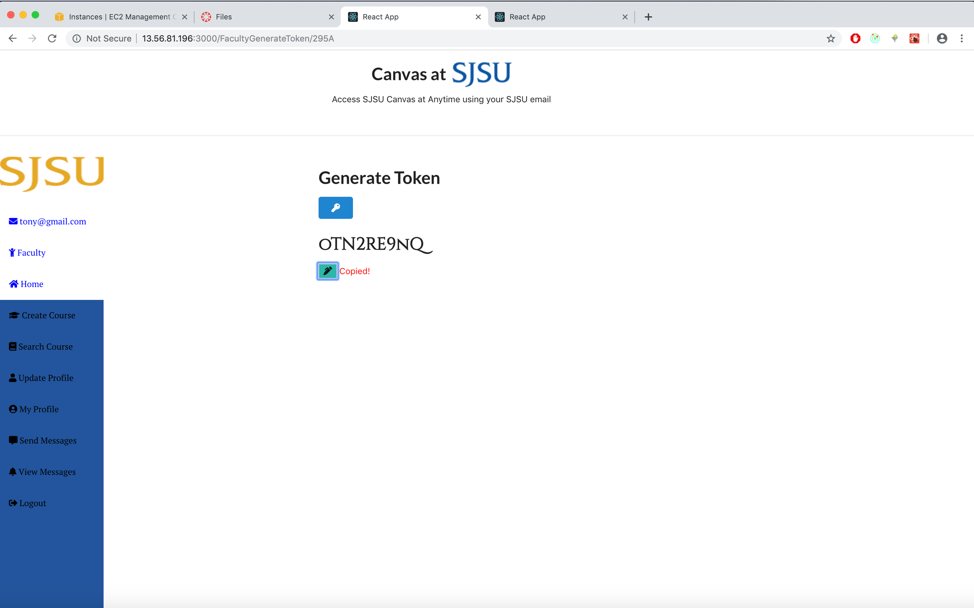 Instances | EC2 Management C
Files
React App
React App
Not Secure | 13.56.81.196:3000/FacultyGenerateToken/295A
Canvas at SJSU
Access SJSU Canvas at Anytime using your SJSU email
SJSU
tony@gmail.com
Faculty
Home
Create Course
Search Course
Update Profile
My Profile
Send Messages
View Messages
Logout
Generate Token
oTN2RE9nQ_
Copied!